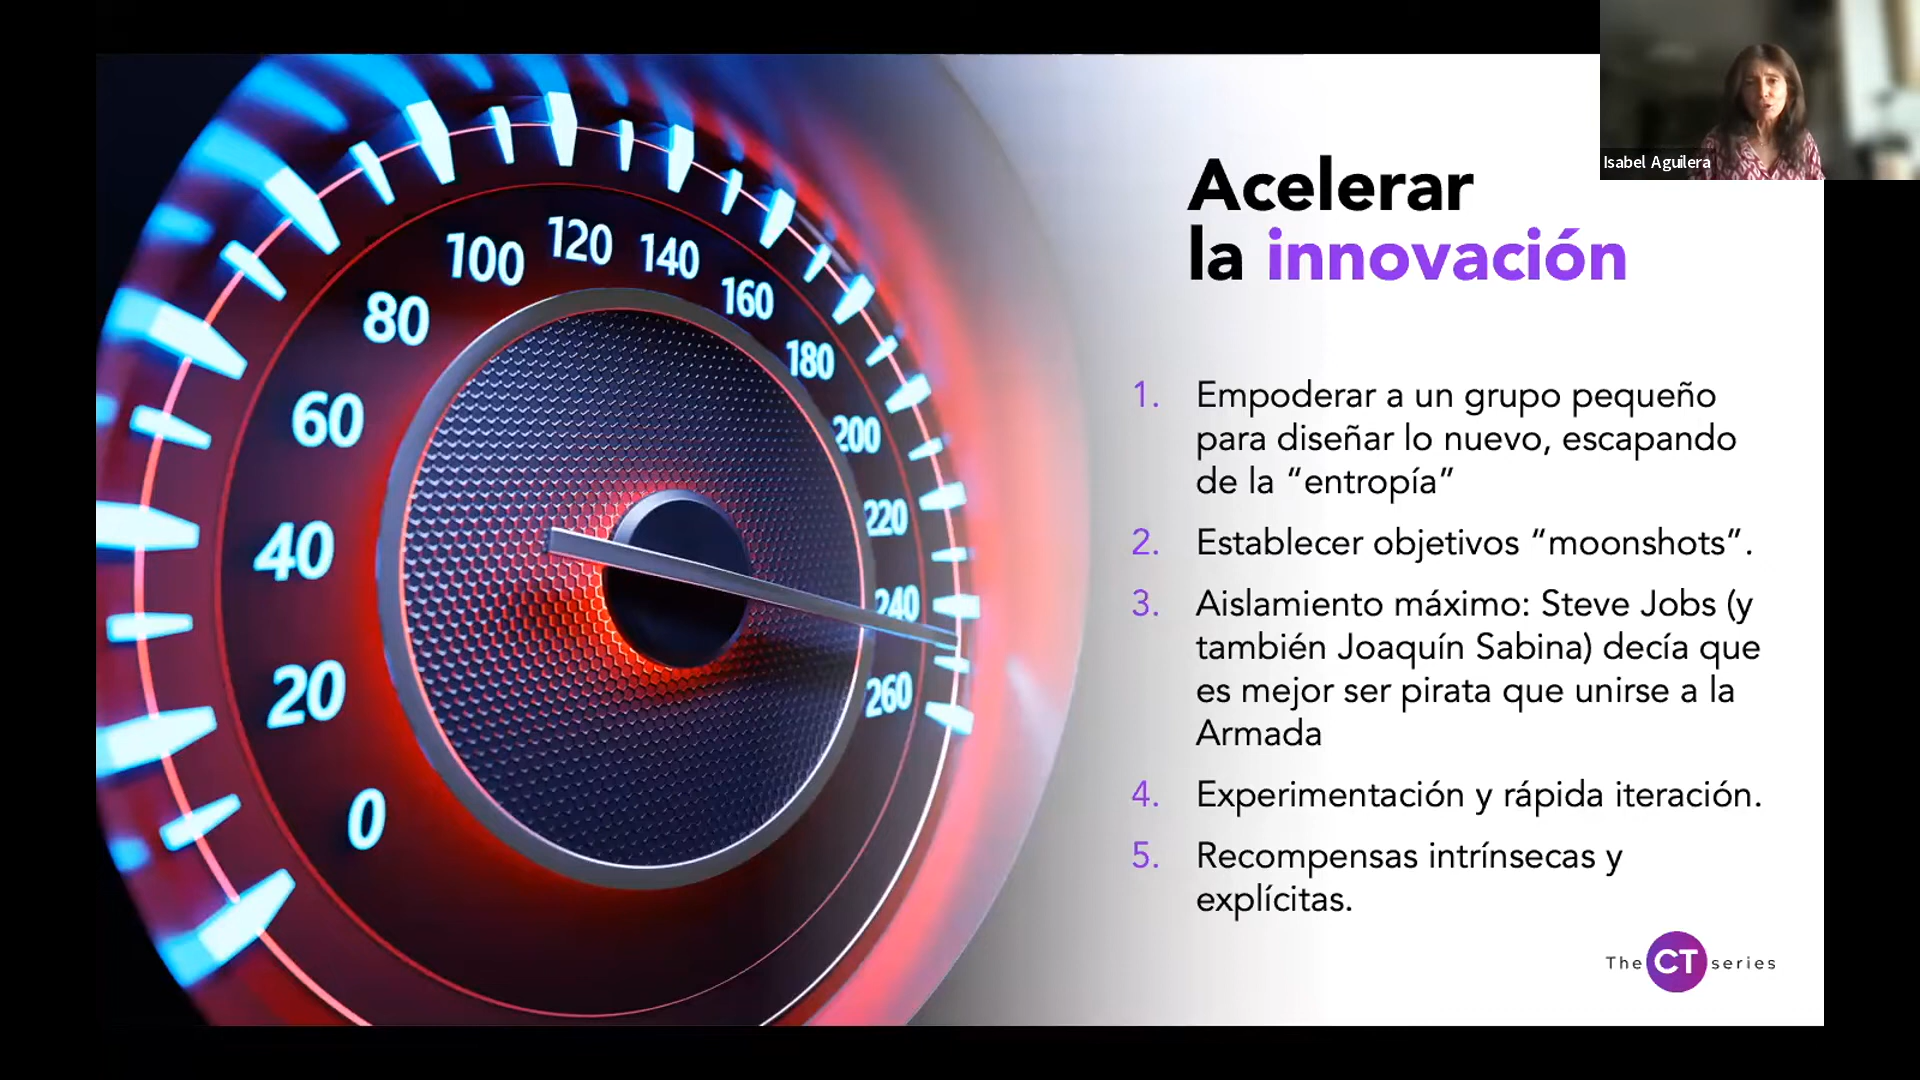 Isabel Aguilera
Acelerar
la innovación
1. Empoderar a un grupo pequeño
para diseñar lo nuevo, escapando
de la “entropía”
2. Establecer objetivos “moonshots”.
3. Aislamiento máximo: Steve Jobs (y
también Joaquín Sabina) decía que
es mejor ser pirata que unirse a la
Armada
4. Experimentación y rápida iteración.
5. Recompensas intrínsecas y
explícitas.
The CT series
0
20
40
60
80
100
120
140
160
180
200
220
240
260